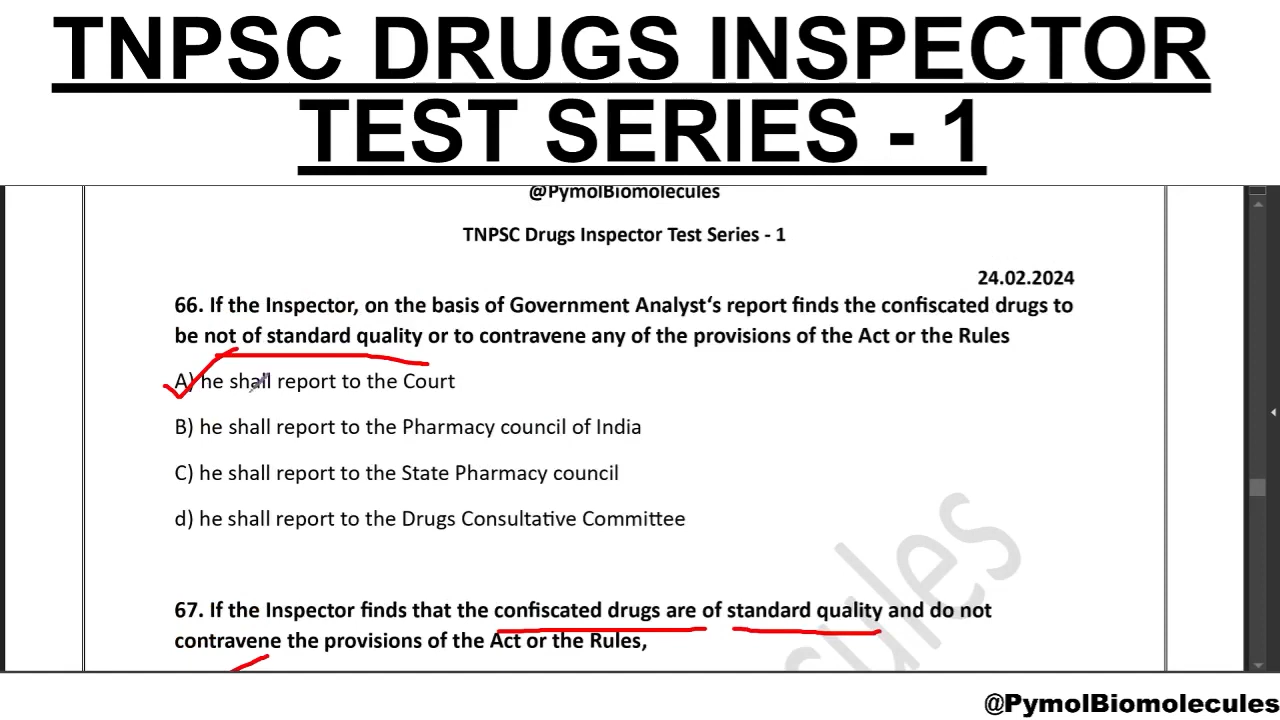 TNPSC DRUGS INSPECTOR
TEST SERIES - 1
@PymolBiomolecules
TNPSC Drugs Inspector Test Series - 1
24.02.2024
66. If the Inspector, on the basis of Government Analyst‘s report finds the confiscated drugs to
be not of standard quality or to contravene any of the provisions of the Act or the Rules
A) he shall report to the Court
B) he shall report to the Pharmacy council of India
C) he shall report to the State Pharmacy council
d) he shall report to the Drugs Consultative Committee
67. If the Inspector finds that the confiscated drugs are of standard quality and do not
contravene the provisions of the Act or the Rules,
@PymolBiomolecules